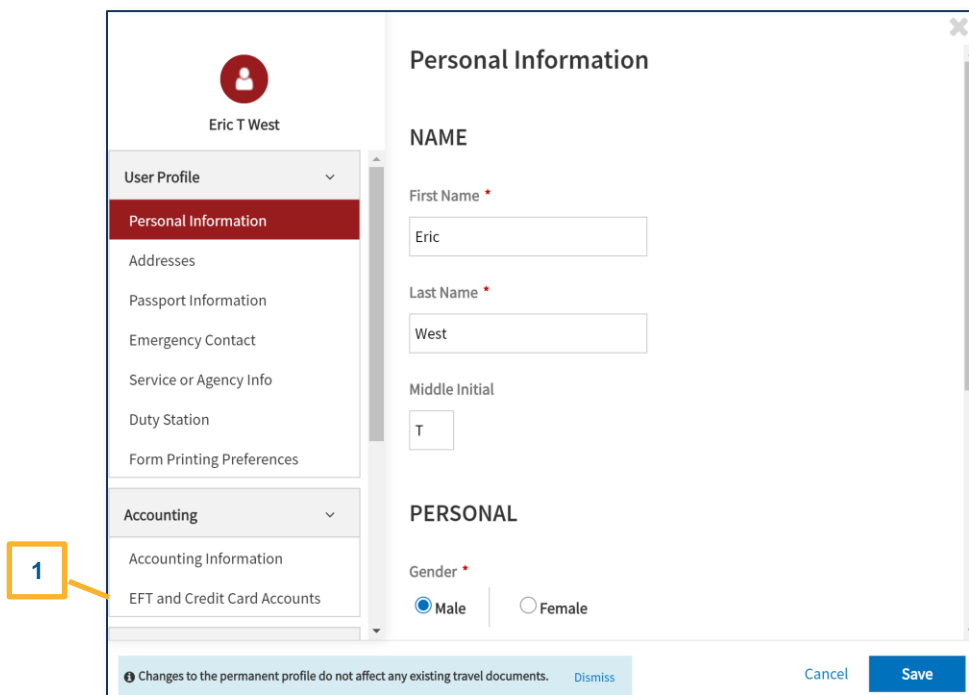 Eric T West
User Profile
Personal Information
Addresses
Passport Information
Emergency Contact
Service or Agency Info
Duty Station
Form Printing Preferences
Accounting
Accounting Information
EFT and Credit Card Accounts
1
Personal Information
NAME
First Name *
Eric
Last Name *
West
Middle Initial
T
PERSONAL
Gender *
Male Female
Changes to the permanent profile do not affect any existing travel documents. Dismiss
Cancel Save